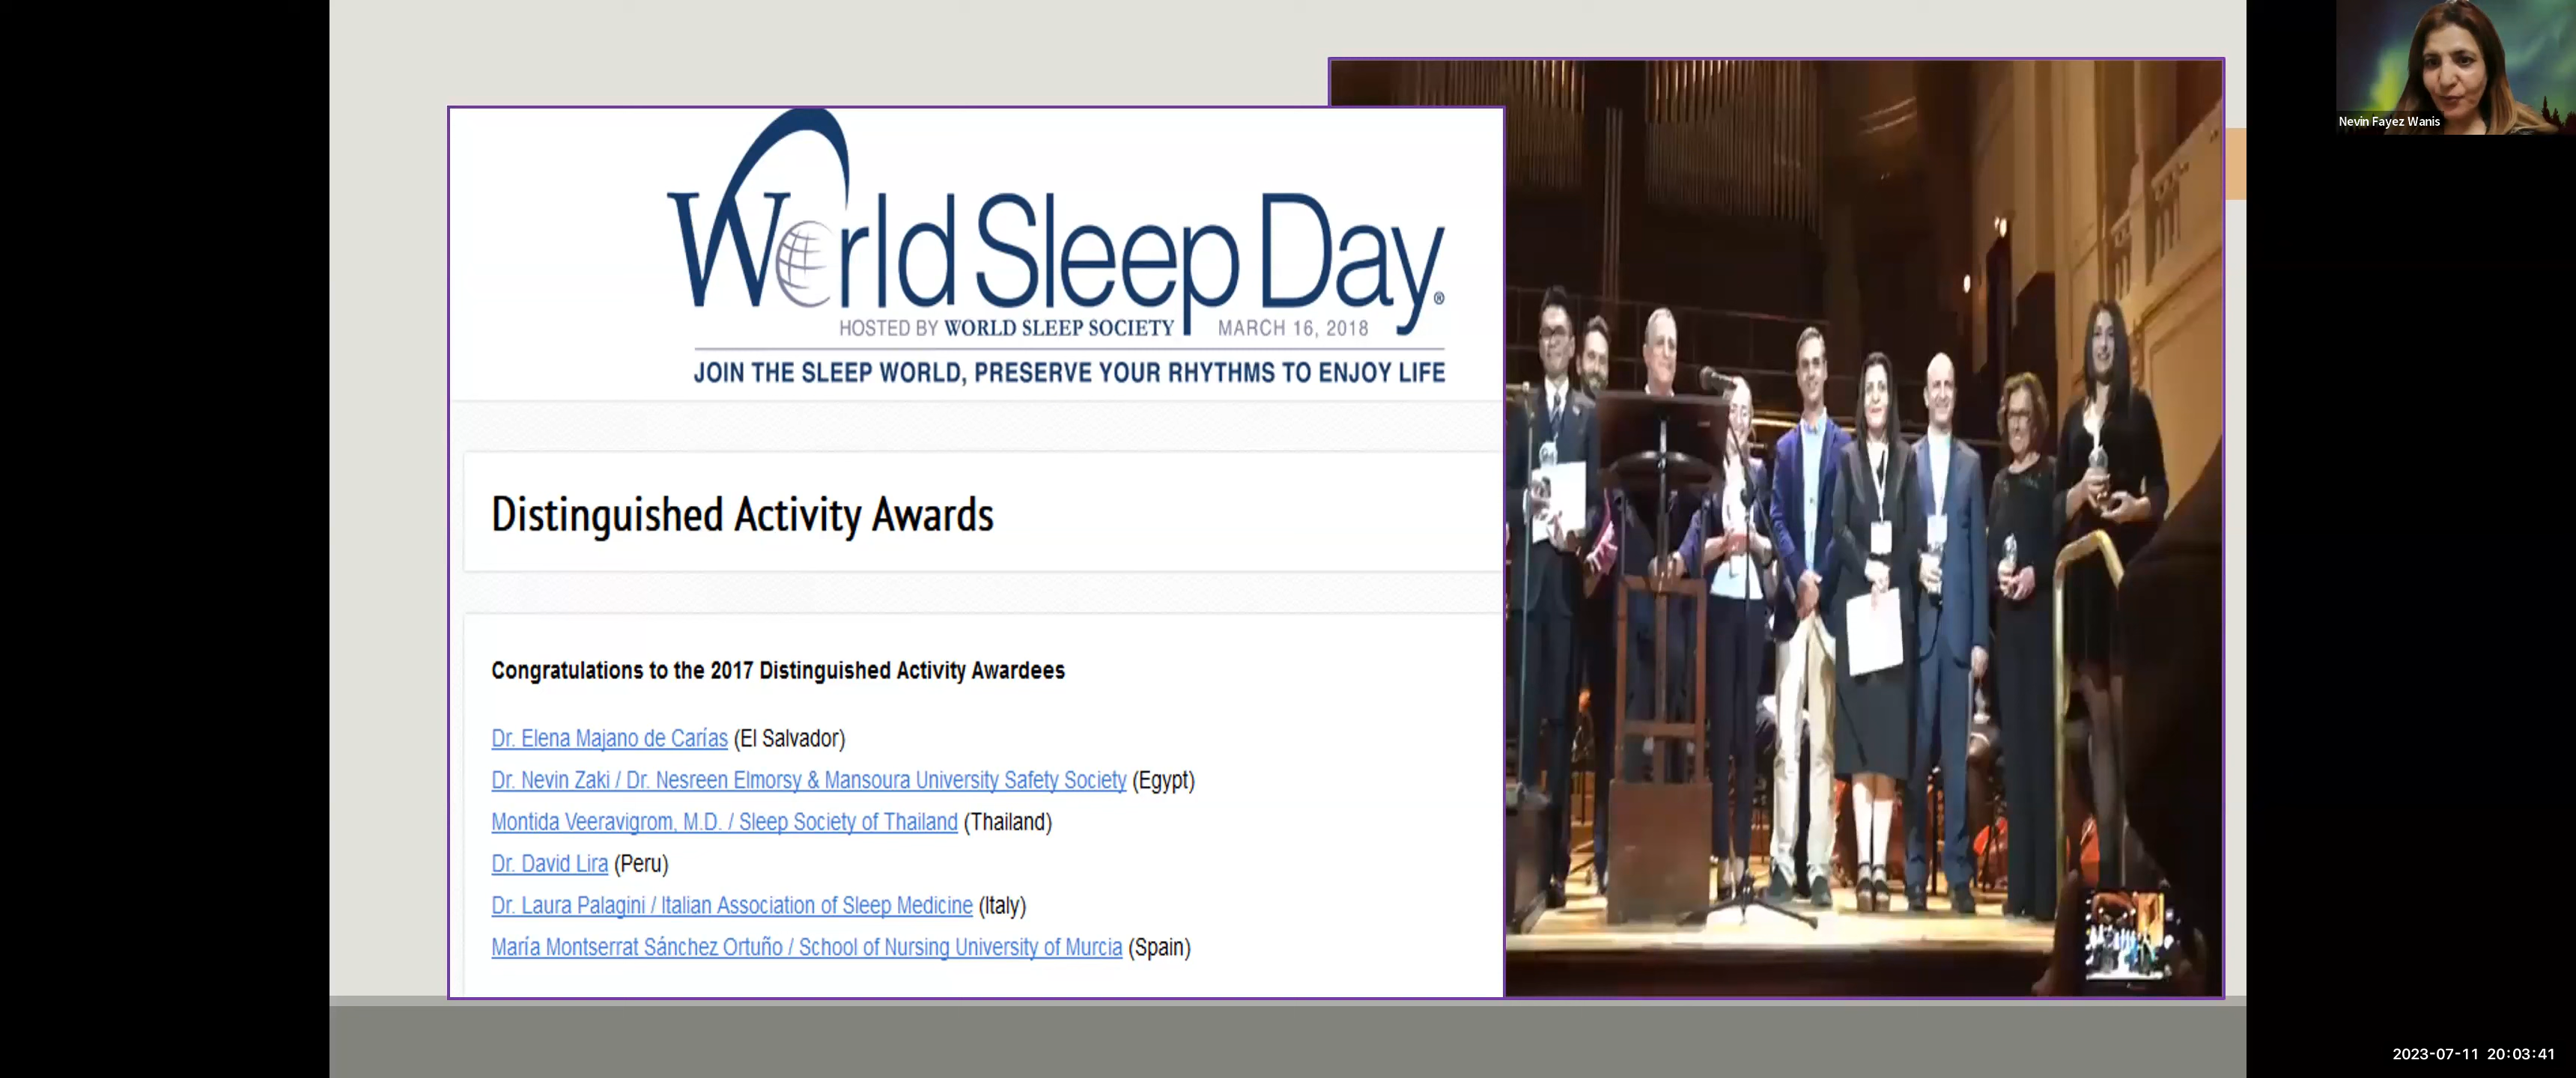 World Sleep Day®
HOSTED BY WORLD SLEEP SOCIETY MARCH 16, 2018
JOIN THE SLEEP WORLD, PRESERVE YOUR RHYTHMS TO ENJOY LIFE
Distinguished Activity Awards
Congratulations to the 2017 Distinguished Activity Awardees
Dr. Elena Majano de Carías (El Salvador)
Dr. Nevin Zaki / Dr. Nesreen Elmorsy & Mansoura University Safety Society (Egypt)
Montida Veeravigrom, M.D. / Sleep Society of Thailand (Thailand)
Dr. David Lira (Peru)
Dr. Laura Palagini / Italian Association of Sleep Medicine (Italy)
María Montserrat Sánchez Ortuño / School of Nursing University of Murcia (Spain)
Nevin Fayez Wanis
2023-07-11 20:03:41